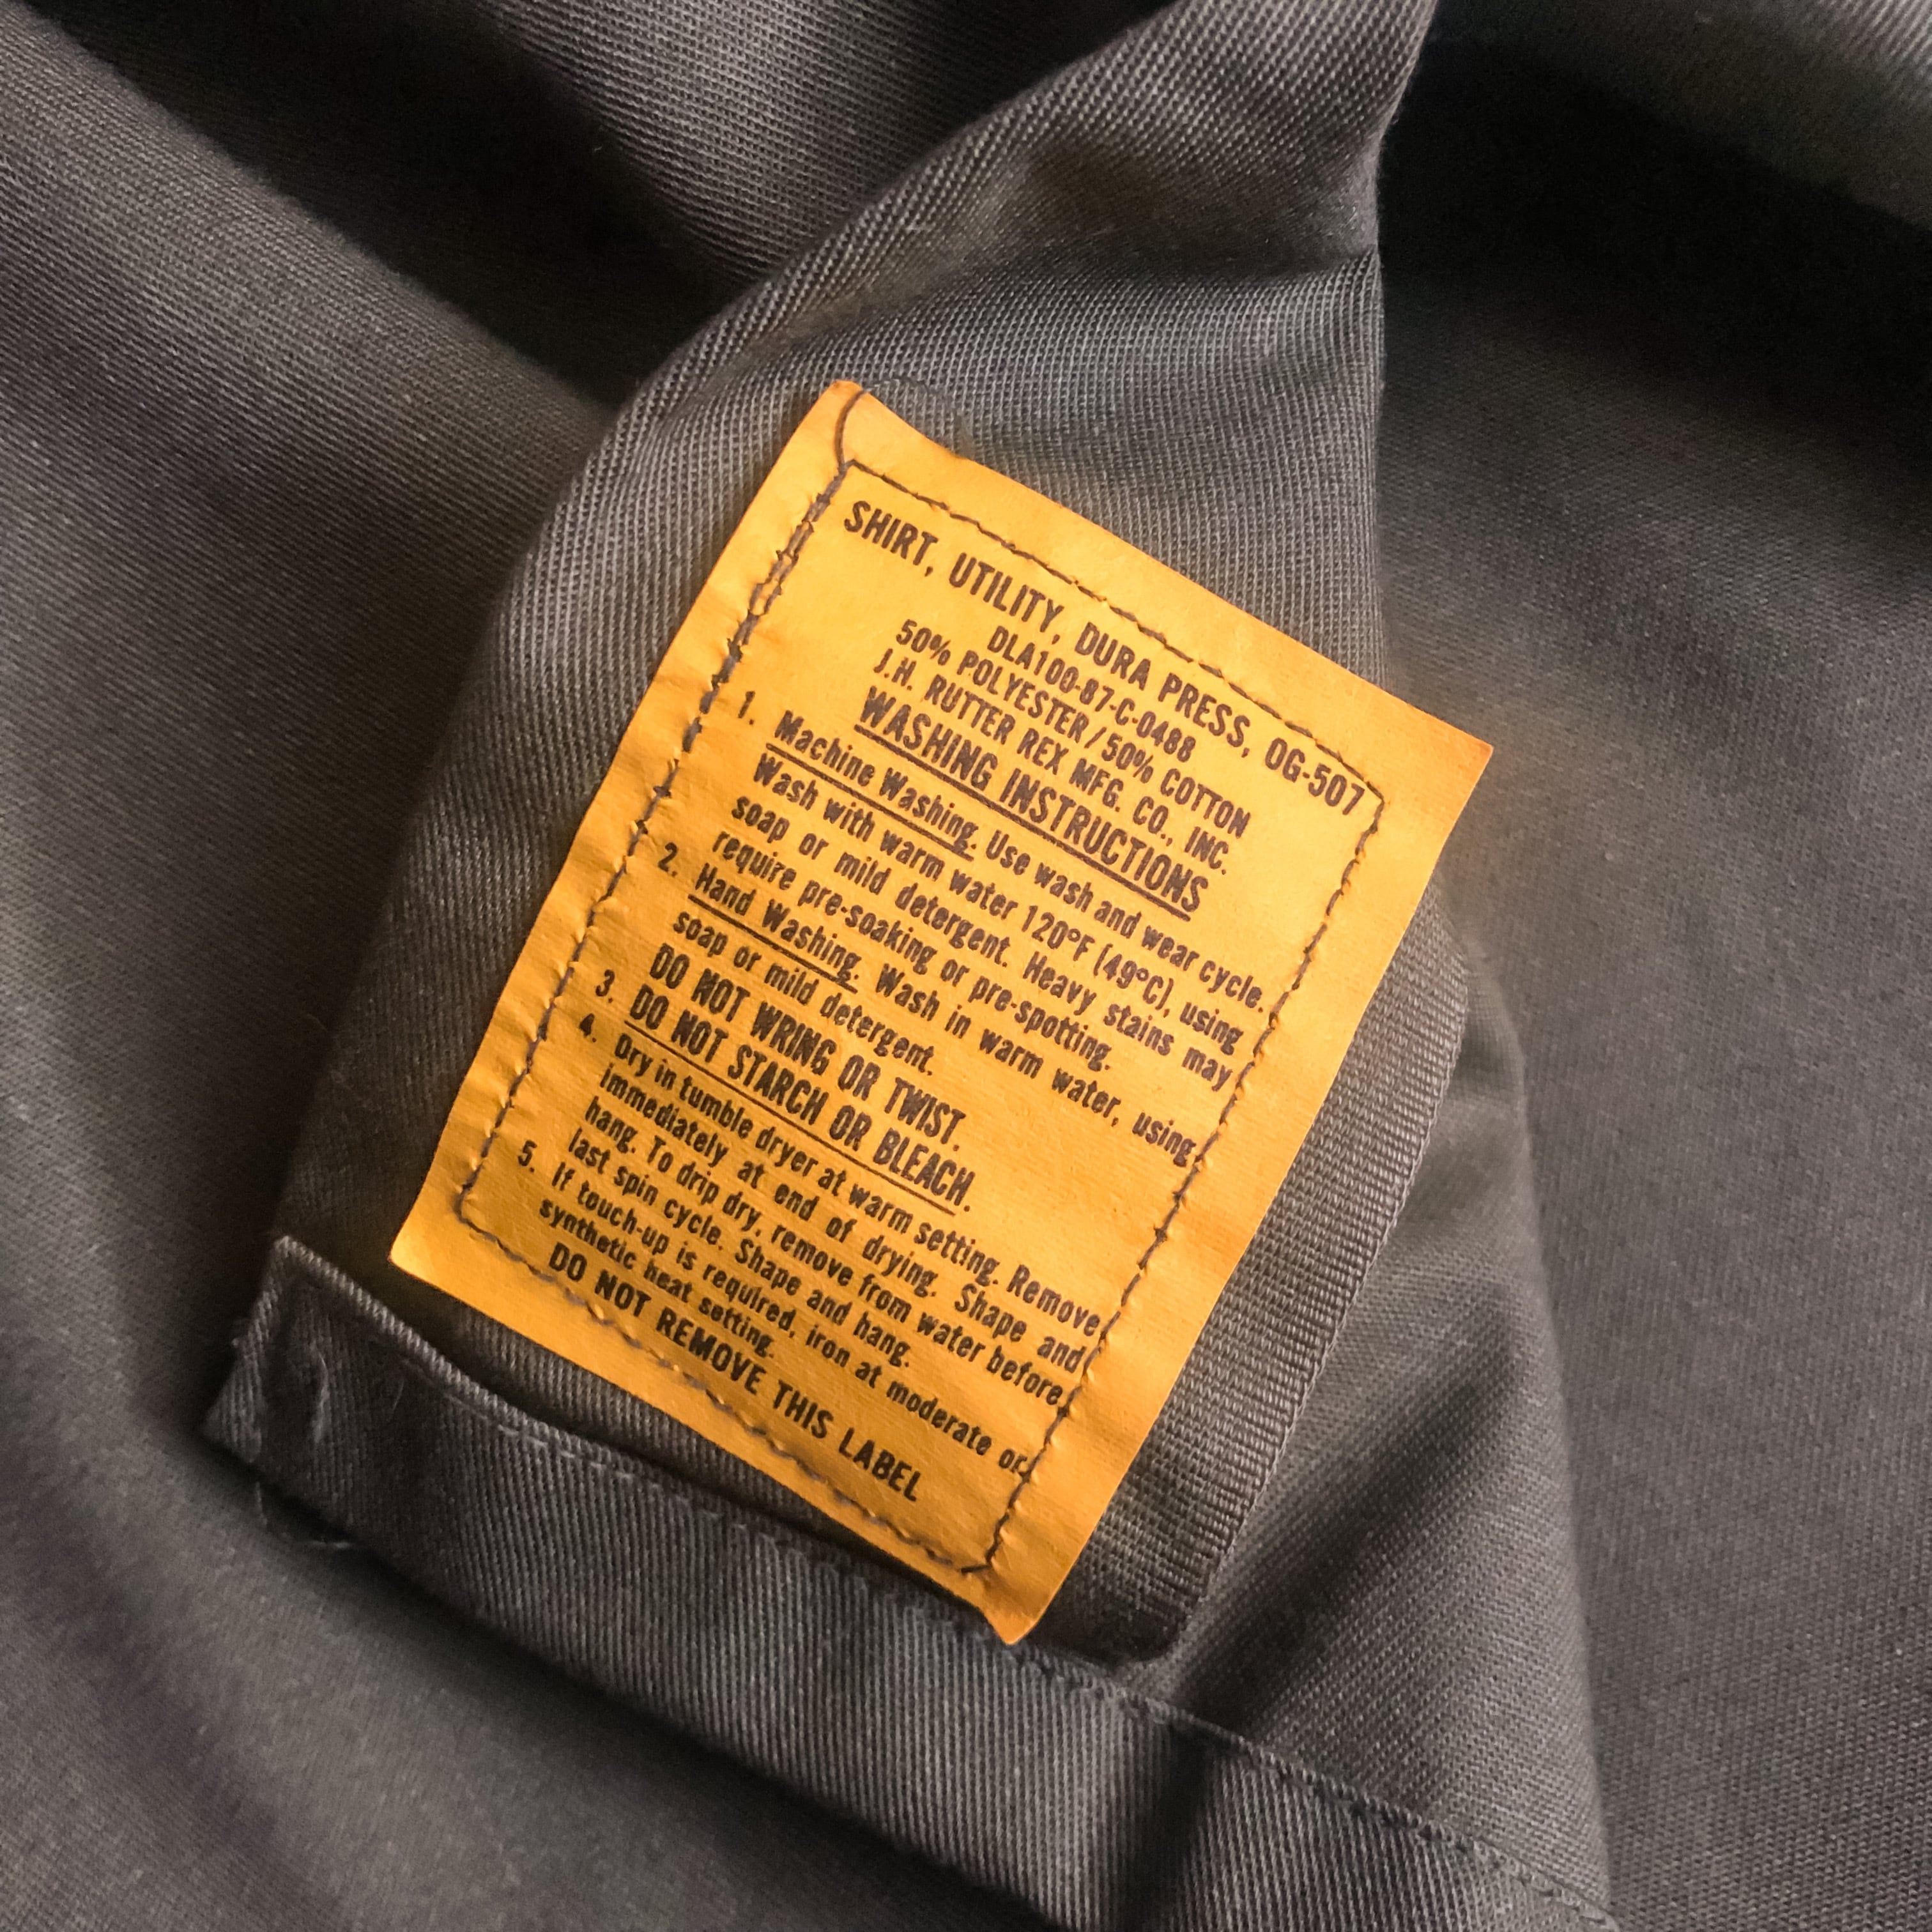 SHIRT, UTILITY, DURA PRESS, OG-507
DLA100-87-C-0488
50% POLYESTER/50% COTTON
J.H. RUTTER REX MFG. CO., INC.
WASHING INSTRUCTIONS
1. Machine Washing. Use wash and wear cycle.
Wash with warm water 120°F (49°C), using
soap or mild detergent. Heavy stains may
require pre-soaking or pre-spotting.
2. Hand Washing. Wash in warm water, using
soap or mild detergent.
DO NOT WRING OR TWIST.
3. DO NOT STARCH OR BLEACH.
4. Dry in tumble dryer at warm setting. Remove
immediately at end of drying. Shape and
hang. To drip dry, remove from water before
last spin cycle. Shape and hang.
5. If touch-up is required, iron at moderate or
synthetic heat setting.
DO NOT REMOVE THIS LABEL